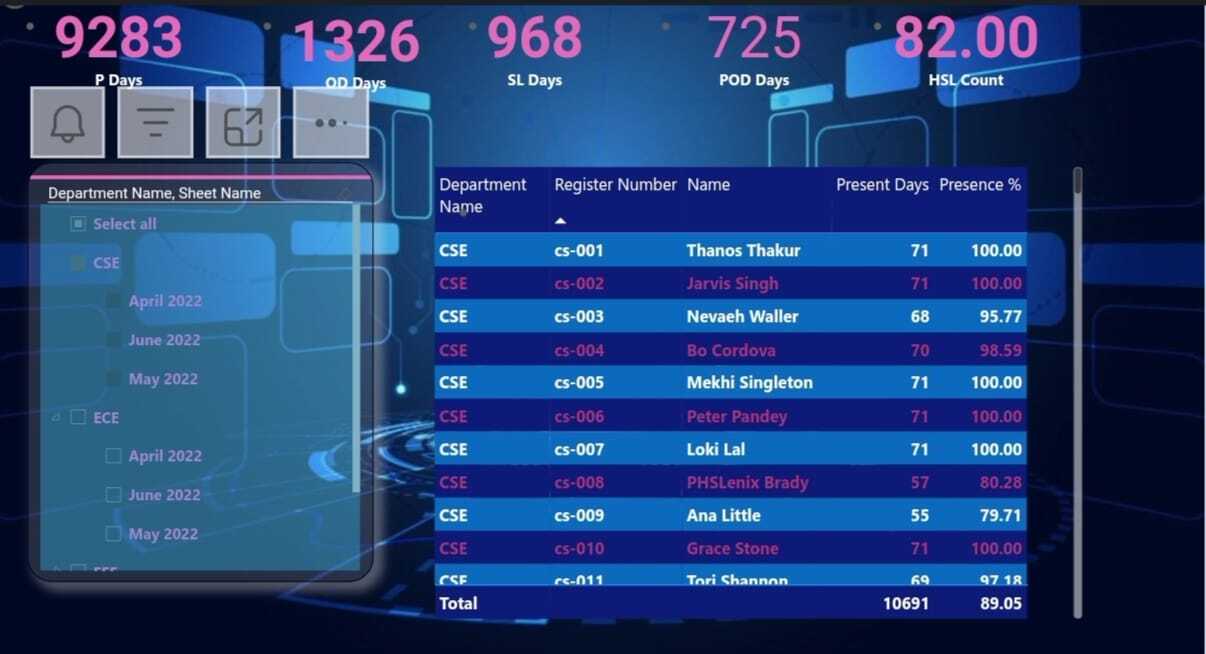 9283 1326 968 725 82.00
P Days OD Days SL Days POD Days HSL Count
Department Name, Sheet Name
Select all
CSE
April 2022
June 2022
May 2022
ECE
April 2022
June 2022
May 2022
Department Name Register Number Name Present Days Presence %
CSE cs-001 Thanos Thakur 71 100.00
CSE cs-002 Jarvis Singh 71 100.00
CSE cs-003 Nevaeh Waller 68 95.77
CSE cs-004 Bo Cordova 70 98.59
CSE cs-005 Mekhi Singleton 71 100.00
CSE cs-006 Peter Pandey 71 100.00
CSE cs-007 Loki Lal 71 100.00
CSE cs-008 PHSLenix Brady 57 80.28
CSE cs-009 Ana Little 55 79.71
CSE cs-010 Grace Stone 71 100.00
CSE cs-011 Tori Shannon 69 97.18
Total 10691 89.05